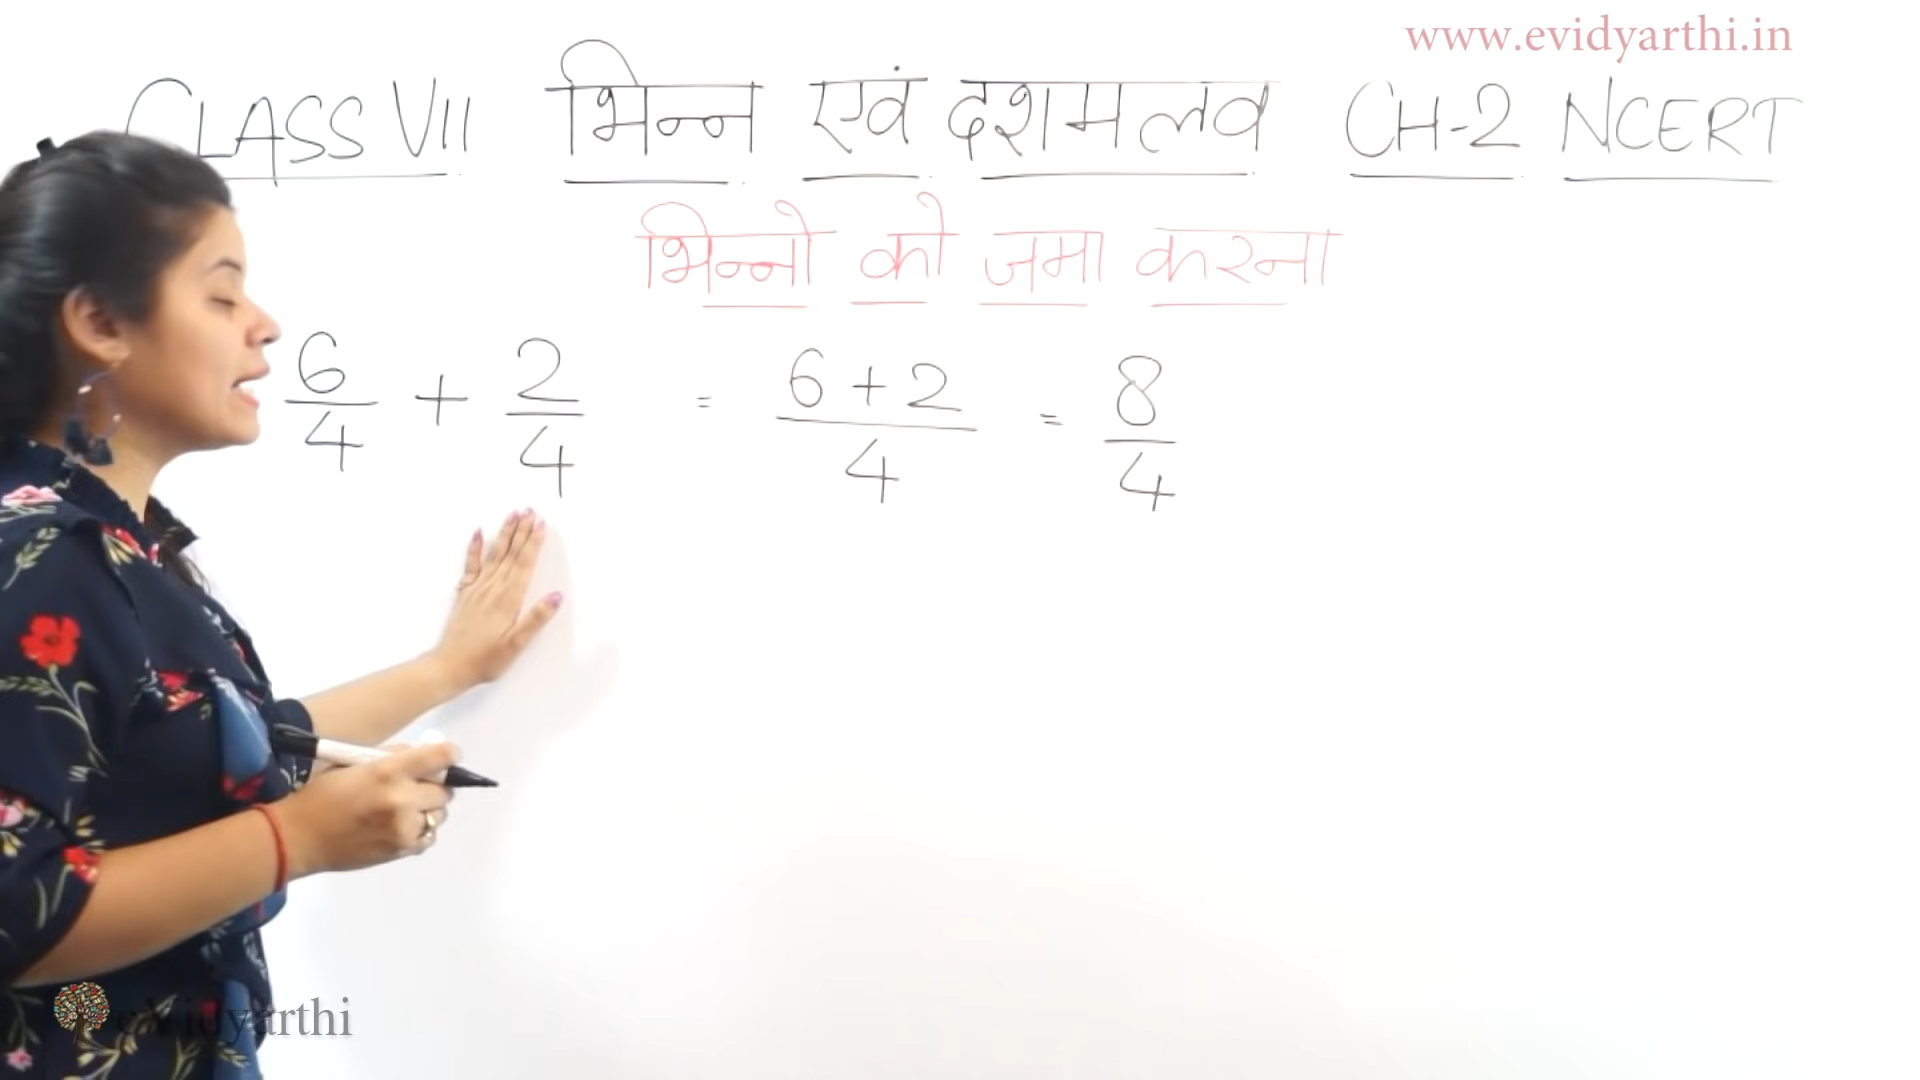 www.evidyarthi.in
CLASS VII भिन्न एवं दशमलव CH-2 NCERT
भिन्नो को जमा करना
6/4 + 2/4 = 6+2/4 = 8/4
eVidyarthi